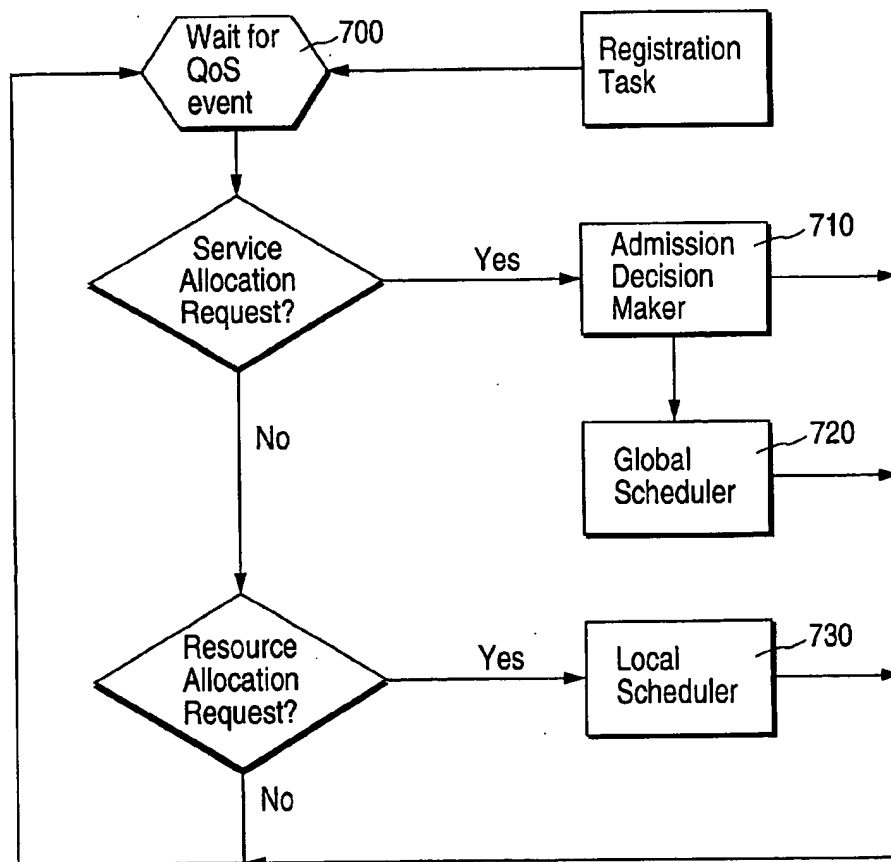 Wait for
QoS
event
700
Registration
Task
Service
Allocation
Request?
Yes
Admission
Decision
Maker
710
No
Global
Scheduler
720
Resource
Allocation
Request?
Yes
Local
Scheduler
730
No